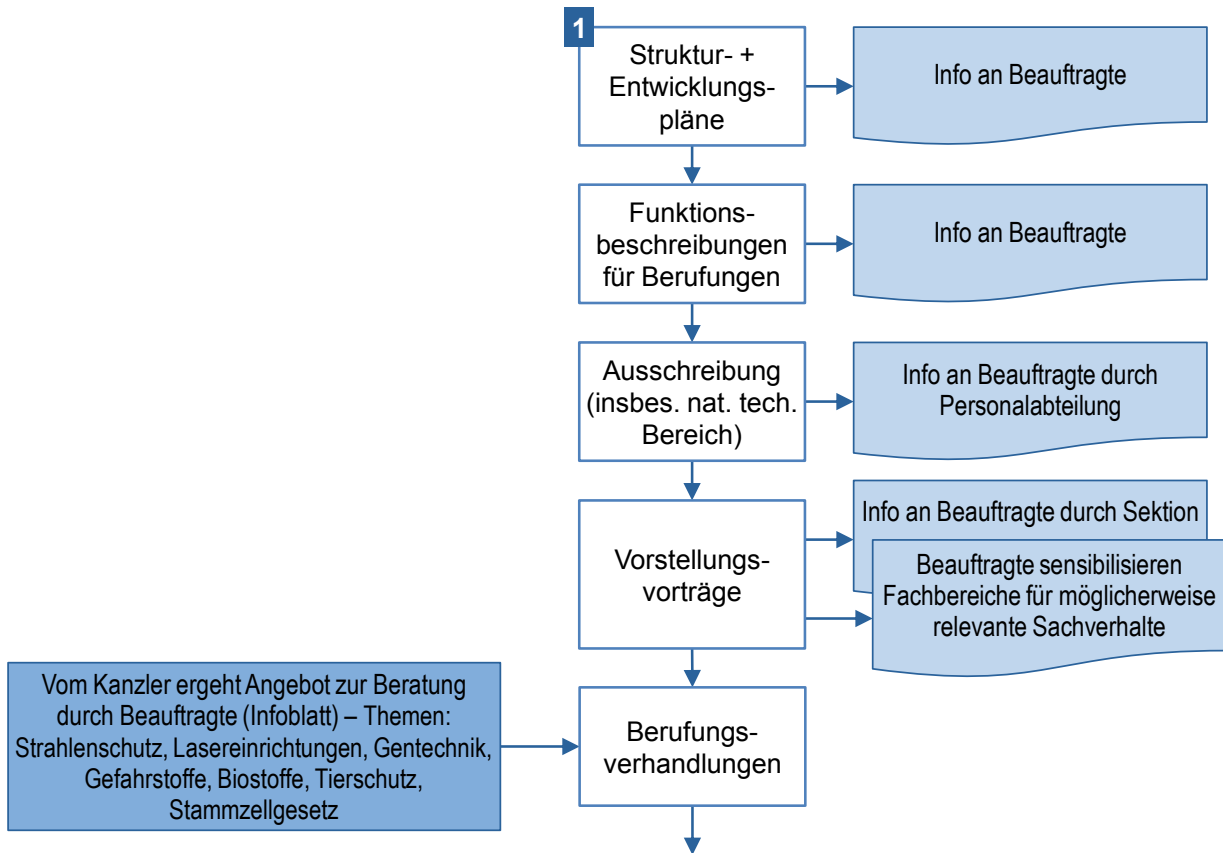 1
Struktur- +
Entwicklungs-
pläne
Info an Beauftragte
Funktions-
beschreibungen
für Berufungen
Info an Beauftragte
Ausschreibung
(insbes. nat. tech.
Bereich)
Info an Beauftragte durch
Personalabteilung
Vorstellungs-
vorträge
Info an Beauftragte durch Sektion
Beauftragte sensibilisieren
Fachbereiche für möglicherweise
relevante Sachverhalte
Vom Kanzler ergeht Angebot zur Beratung
durch Beauftragte (Infoblatt) – Themen:
Strahlenschutz, Lasereinrichtungen, Gentechnik,
Gefahrstoffe, Biostoffe, Tierschutz,
Stammzellgesetz
Berufungs-
verhandlungen